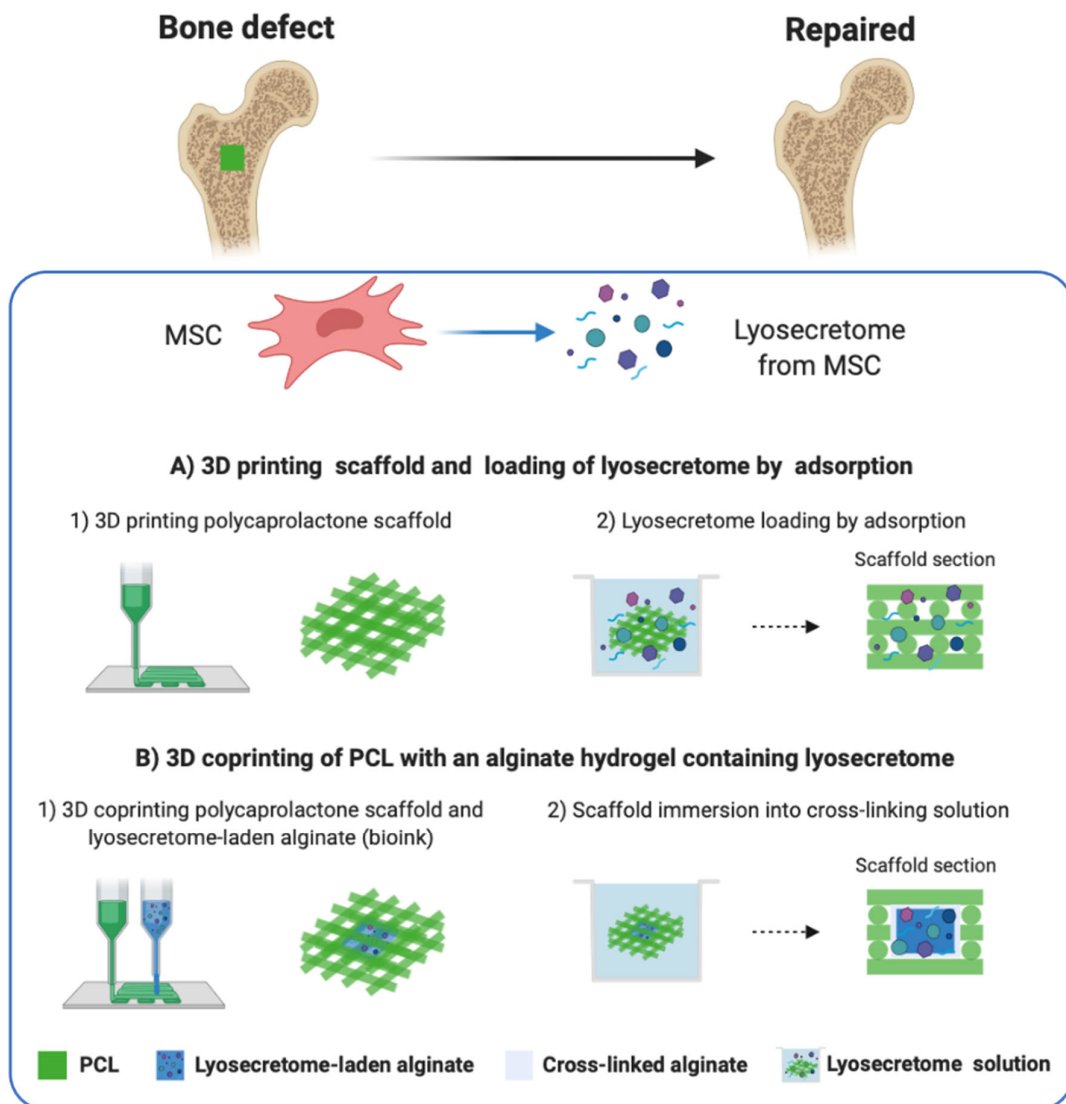 Bone defect
Repaired
MSC
Lyosecretome
from MSC
A) 3D printing scaffold and loading of lyosecretome by adsorption
1) 3D printing polycaprolactone scaffold
2) Lyosecretome loading by adsorption
Scaffold section
B) 3D coprinting of PCL with an alginate hydrogel containing lyosecretome
1) 3D coprinting polycaprolactone scaffold and
lyosecretome-laden alginate (bioink)
2) Scaffold immersion into cross-linking solution
Scaffold section
PCL
Lyosecretome-laden alginate
Cross-linked alginate
Lyosecretome solution